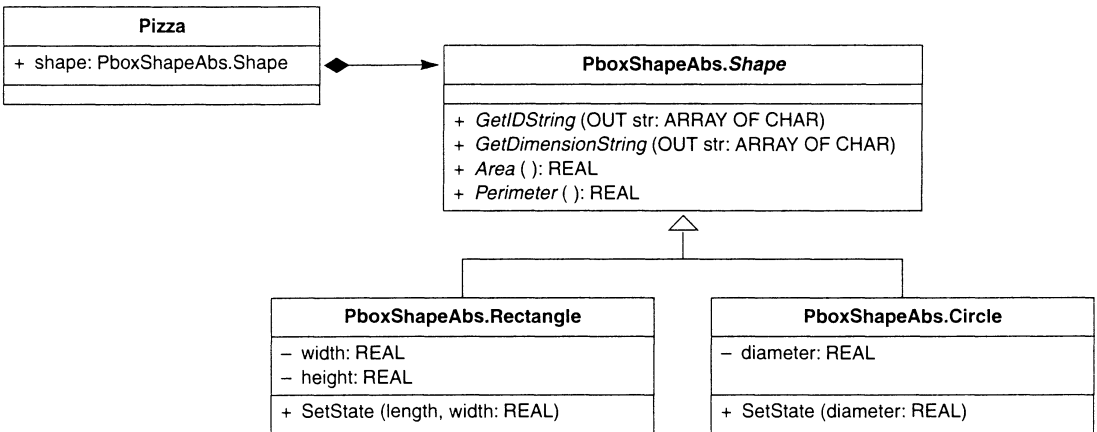 Pizza
+ shape: PboxShapeAbs.Shape
PboxShapeAbs.Shape
+ GetIDString (OUT str: ARRAY OF CHAR)
+ GetDimensionString (OUT str: ARRAY OF CHAR)
+ Area ( ): REAL
+ Perimeter ( ): REAL
PboxShapeAbs.Rectangle
– width: REAL
– height: REAL
+ SetState (length, width: REAL)
PboxShapeAbs.Circle
– diameter: REAL
+ SetState (diameter: REAL)